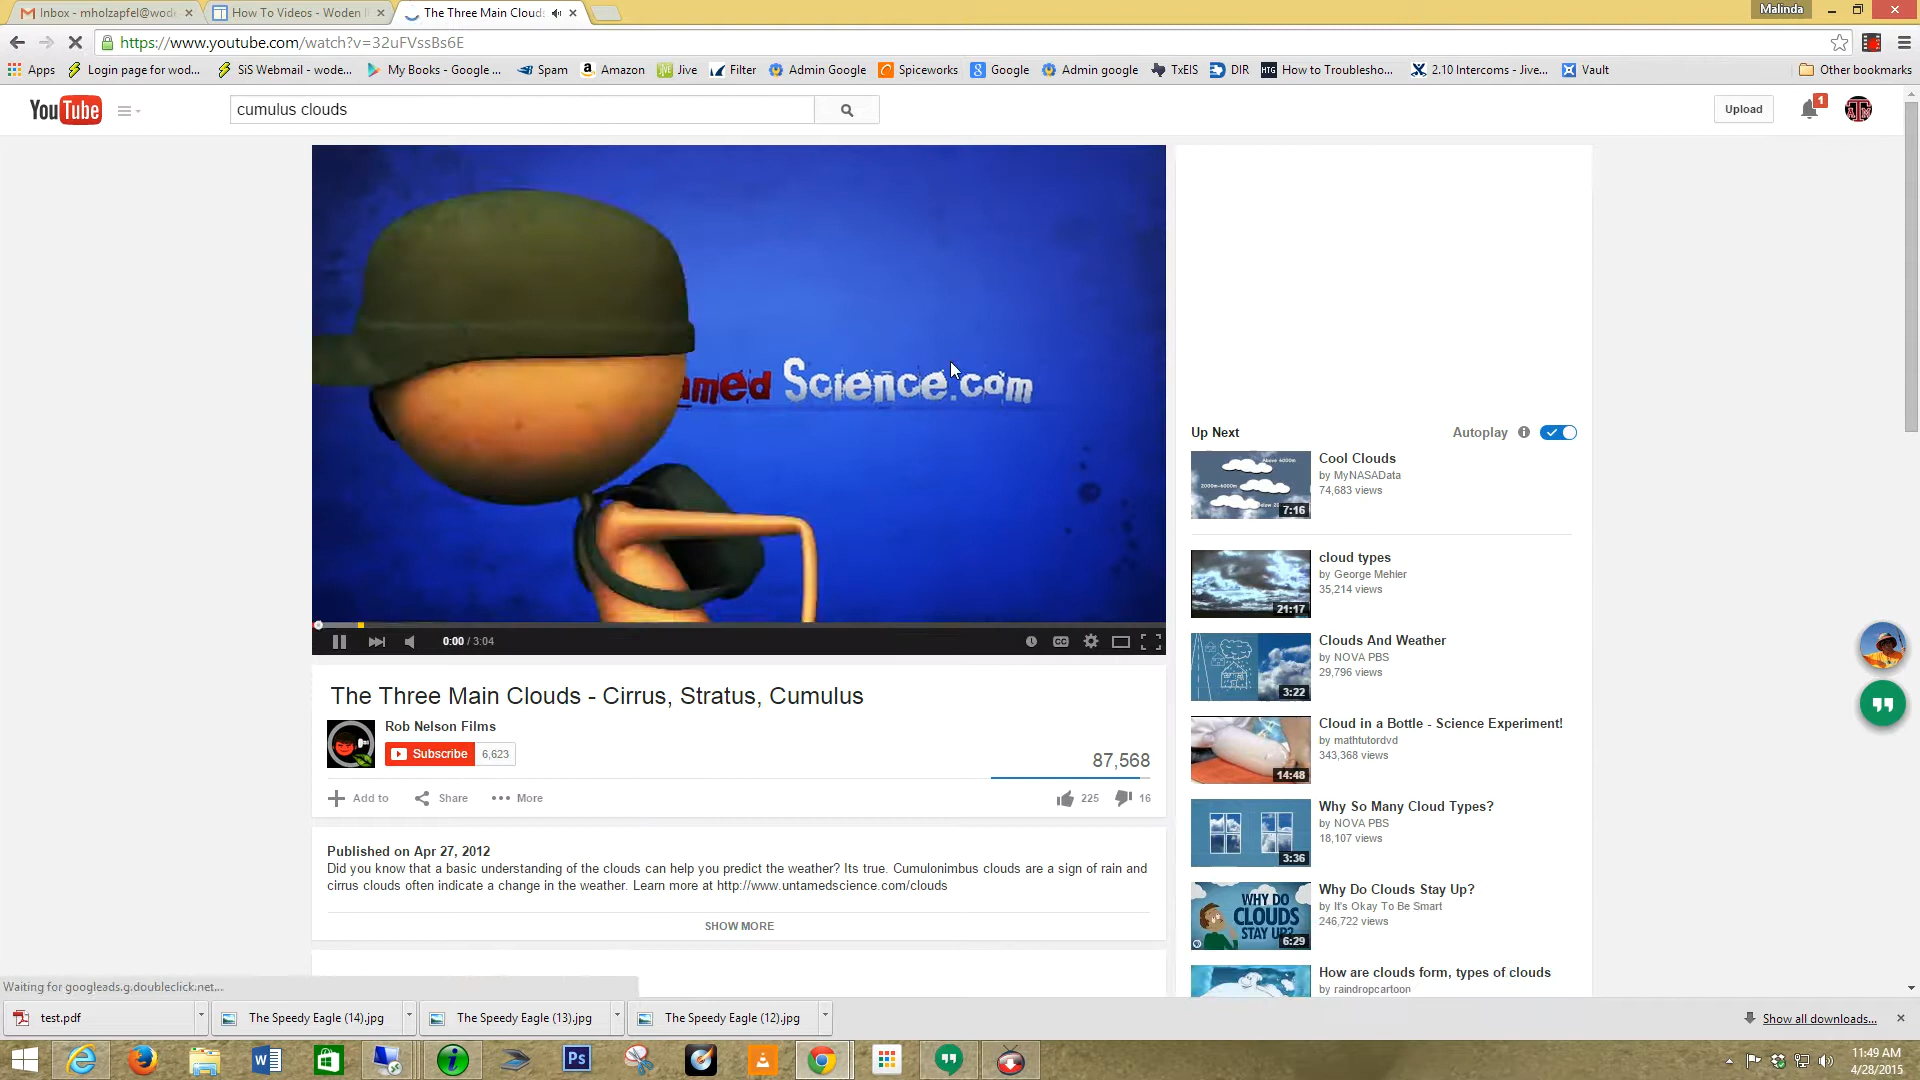 Inbox - mholzapfel@wod
How To Videos - Woden I
The Three Main Clouds
Malinda
https://www.youtube.com/watch?v=32uFVssBs6E
Apps
Login page for wod...
SiS Webmail - wode...
My Books - Google ...
Spam
Amazon
Jive
Filter
Admin Google
Spiceworks
Google
Admin google
TxEIS
DIR
How to Troublesho...
2.10 Intercoms - Jive...
Vault
Other bookmarks
YouTube
cumulus clouds
Upload
1
amed Science.com
0:00 / 3:04
CC
The Three Main Clouds - Cirrus, Stratus, Cumulus
Rob Nelson Films
Subscribe 6,623
87,568
Add to Share More
225 16
Published on Apr 27, 2012
Did you know that a basic understanding of the clouds can help you predict the weather? Its true. Cumulonimbus clouds are a sign of rain and
cirrus clouds often indicate a change in the weather. Learn more at http://www.untamedscience.com/clouds
SHOW MORE
Up Next
Autoplay
Cool Clouds
by MyNASAData
74,683 views
7:16
cloud types
by George Mehler
35,214 views
21:17
Clouds And Weather
by NOVA PBS
29,796 views
3:22
Cloud in a Bottle - Science Experiment!
by mathtutordvd
343,368 views
14:48
Why So Many Cloud Types?
by NOVA PBS
18,107 views
3:36
Why Do Clouds Stay Up?
by It's Okay To Be Smart
246,722 views
WHY DO
CLOUDS
STAY UP?
6:29
How are clouds form, types of clouds
by raindropcartoon
Waiting for googleads.g.doubleclick.net...
test.pdf
The Speedy Eagle (14).jpg
The Speedy Eagle (13).jpg
The Speedy Eagle (12).jpg
Show all downloads...
Ps
11:49 AM
4/28/2015